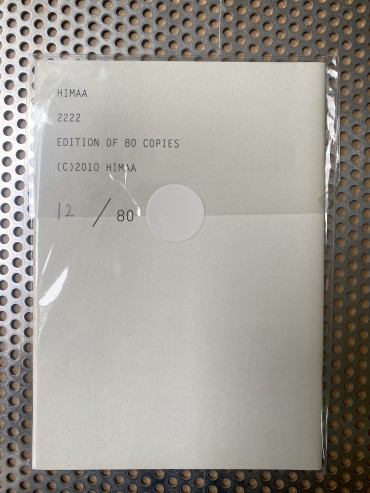 HIMAA
2222
EDITION OF 80 COPIES
(C)2010 HIMAA
12 / 80